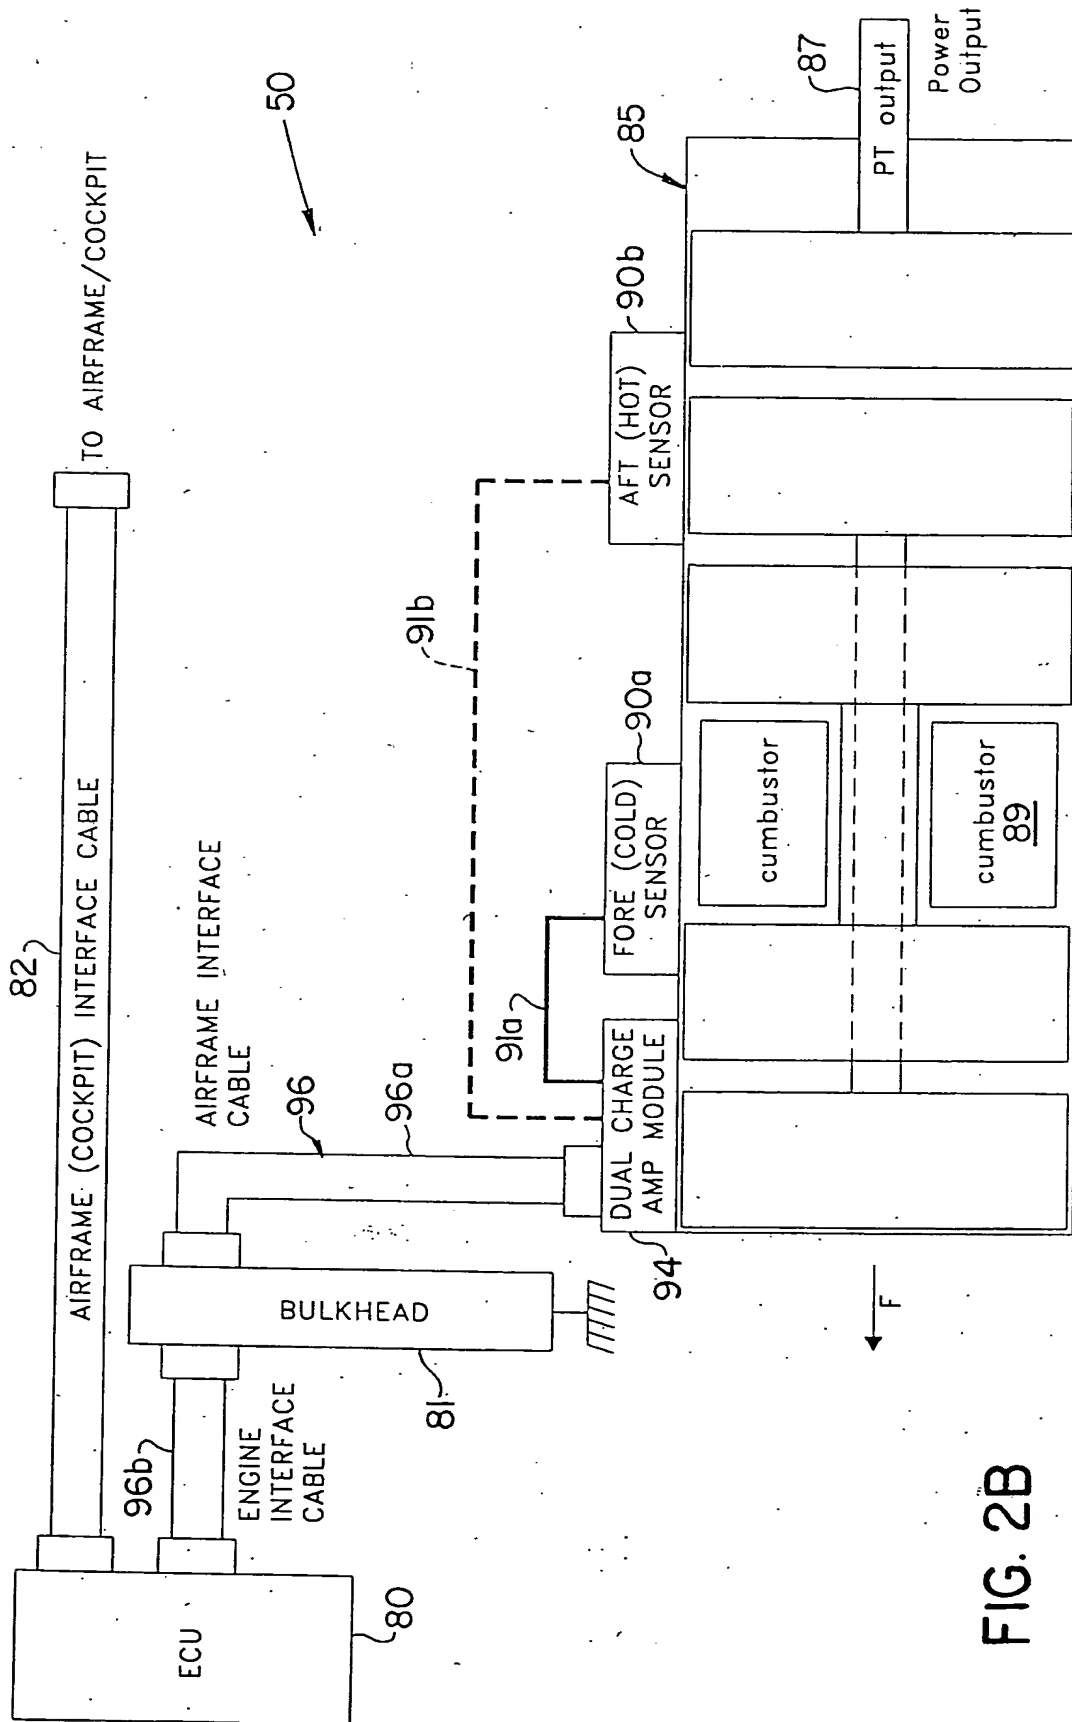 50
TO AIRFRAME/COCKPIT
82
AIRFRAME (COCKPIT) INTERFACE CABLE
ECU
80
96b
ENGINE
INTERFACE
CABLE
BULKHEAD
81
AIRFRAME INTERFACE
CABLE
96
96a
91b
91a
DUAL CHARGE
AMP MODULE
94
FORE (COLD)
SENSOR
90a
AFT (HOT)
SENSOR
90b
85
87
PT output
Power
Output
cumbustor
cumbustor
89
F
FIG. 2B